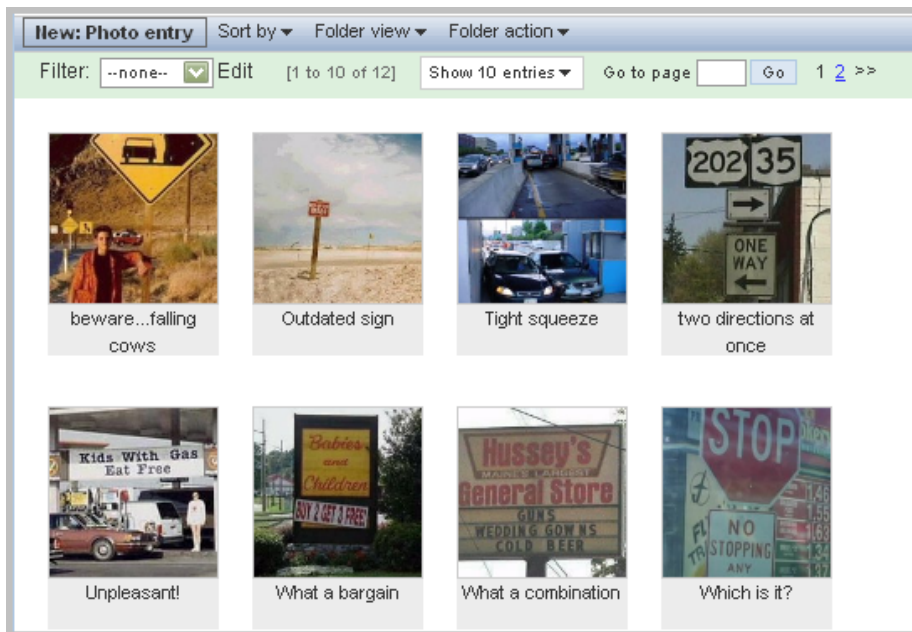 New: Photo entry Sort by Folder view Folder action
Filter: --none-- Edit [1 to 10 of 12] Show 10 entries Go to page Go 1 2 >>
202 35
ONE
WAY
beware...falling
cows
Outdated sign
Tight squeeze
two directions at
once
Kids With Gas
Eat Free
Babies
and
Children
BUY 2 GET 3 FREE!
Hussey's
MAINE'S LARGEST
General Store
GUNS
WEDDING GOWNS
COLD BEER
STOP
NO
STOPPING
ANY
Unpleasant!
What a bargain
What a combination
Which is it?